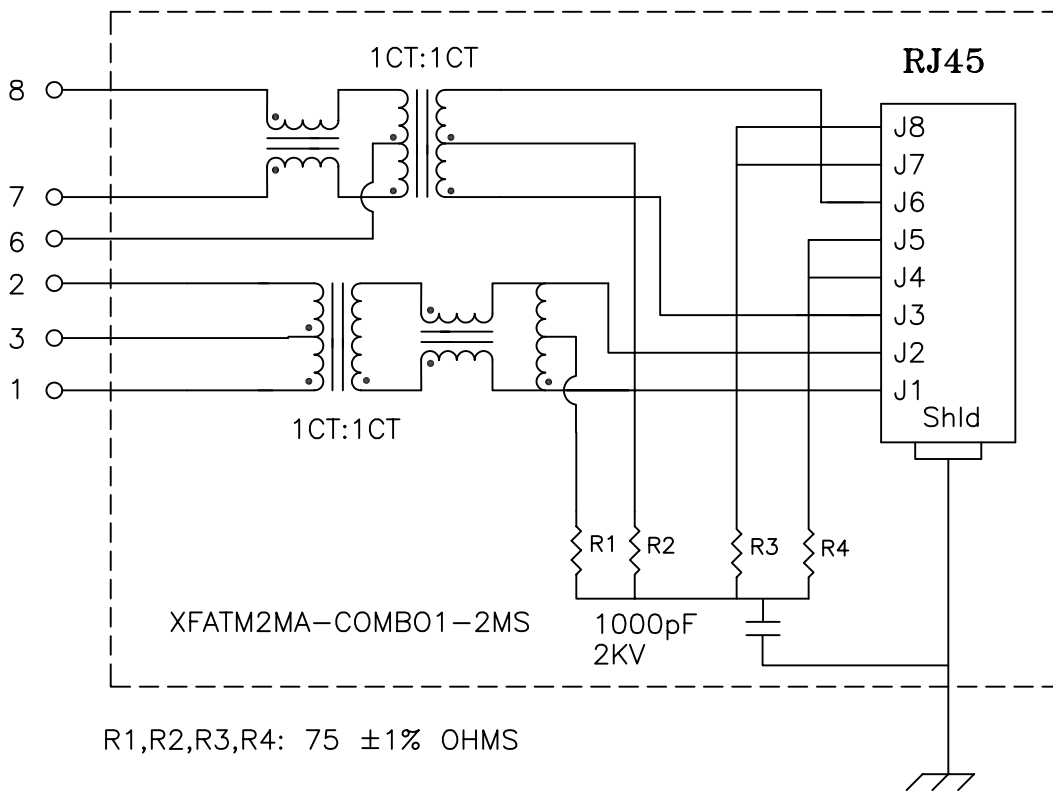 1CT:1CT
RJ45
8
J8
J7
7
J6
6
J5
2
J4
J3
3
J2
1
J1
Shld
1CT:1CT
R1
R2
R3
R4
XFATM2MA-COMBO1-2MS
1000pF
2KV
R1,R2,R3,R4: 75 ±1% OHMS